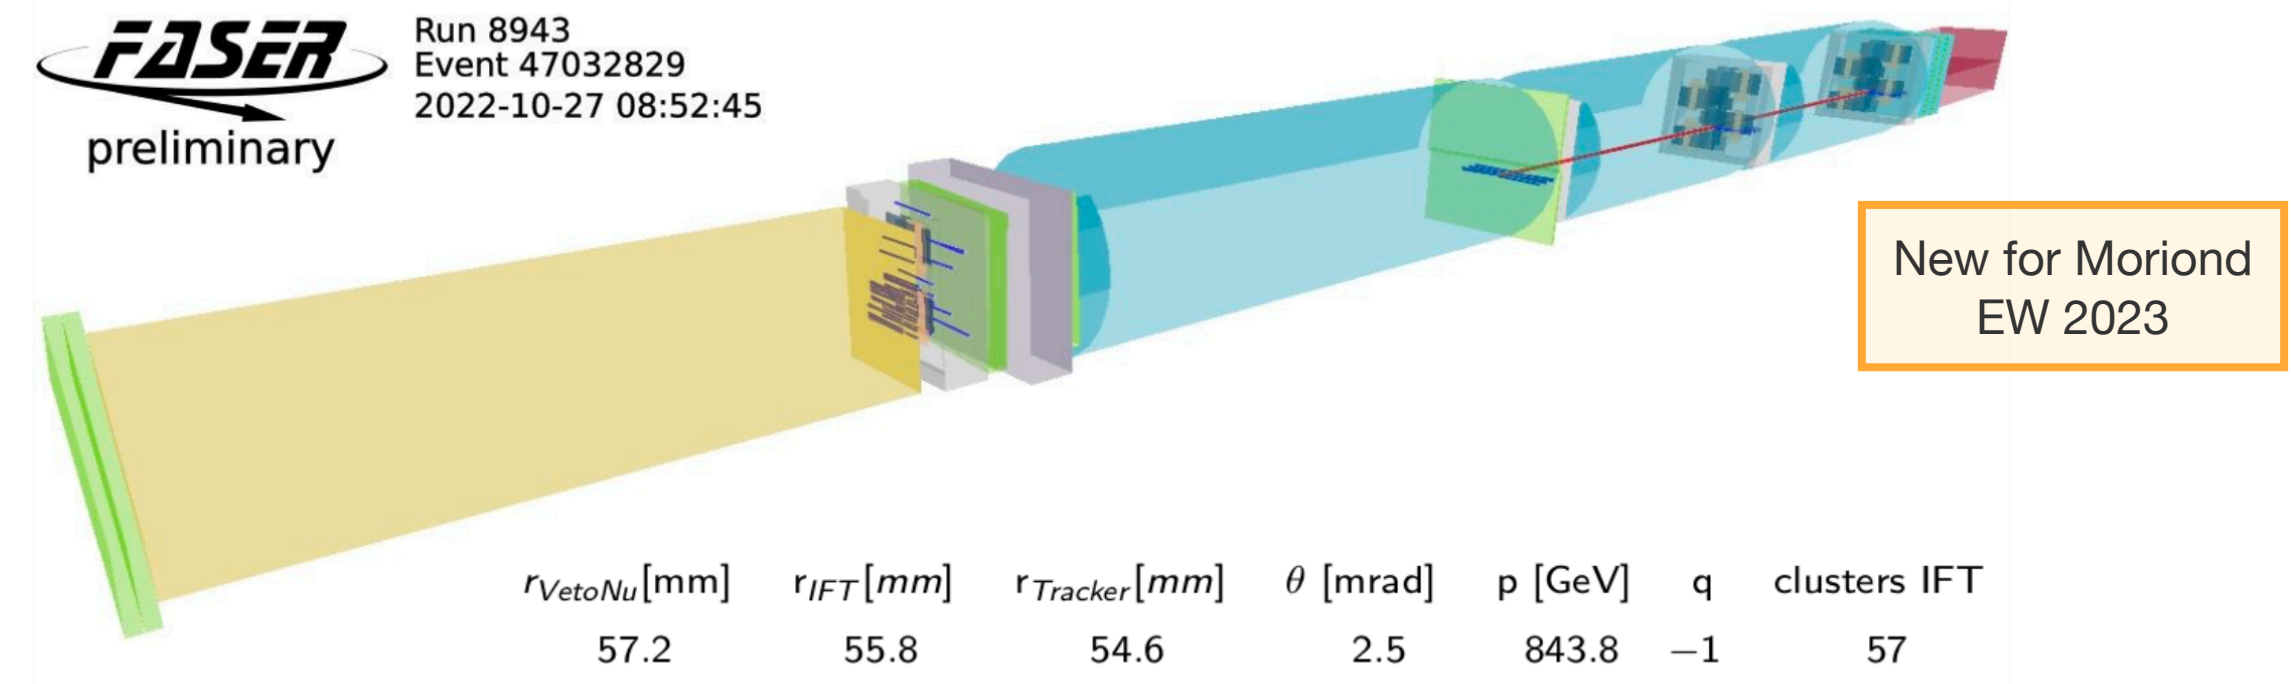 FASER
preliminary
Run 8943
Event 47032829
2022-10-27 08:52:45
New for Moriond
EW 2023
r_VetoNu[mm] r_IFT[mm] r_Tracker[mm] θ [mrad] p [GeV] q clusters IFT
57.2 55.8 54.6 2.5 843.8 −1 57